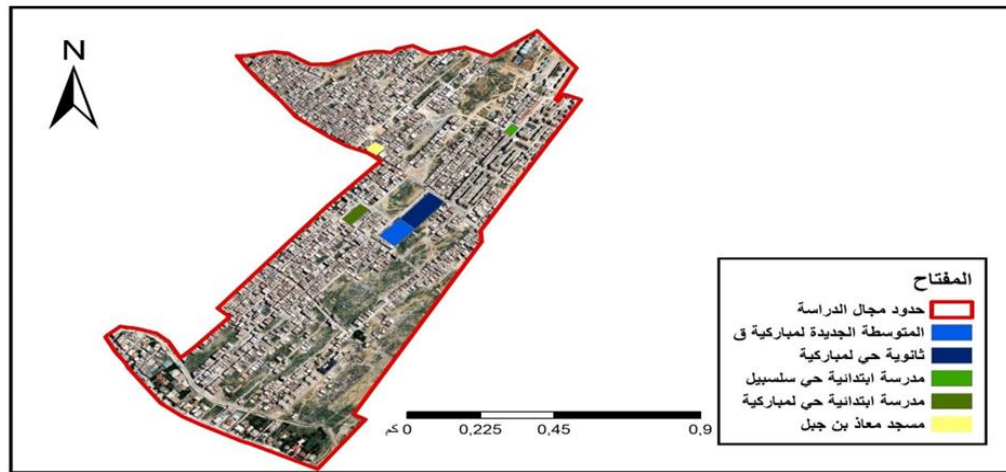 N
المفتاح
حدود مجال الدراسة
المتوسطة الجديدة لمباركية ق
ثانوية حي لمباركية
مدرسة ابتدائية حي سلسبيل
مدرسة ابتدائية حي لمباركية
مسجد معاذ بن جبل
كم 0 0,225 0,45 0,9